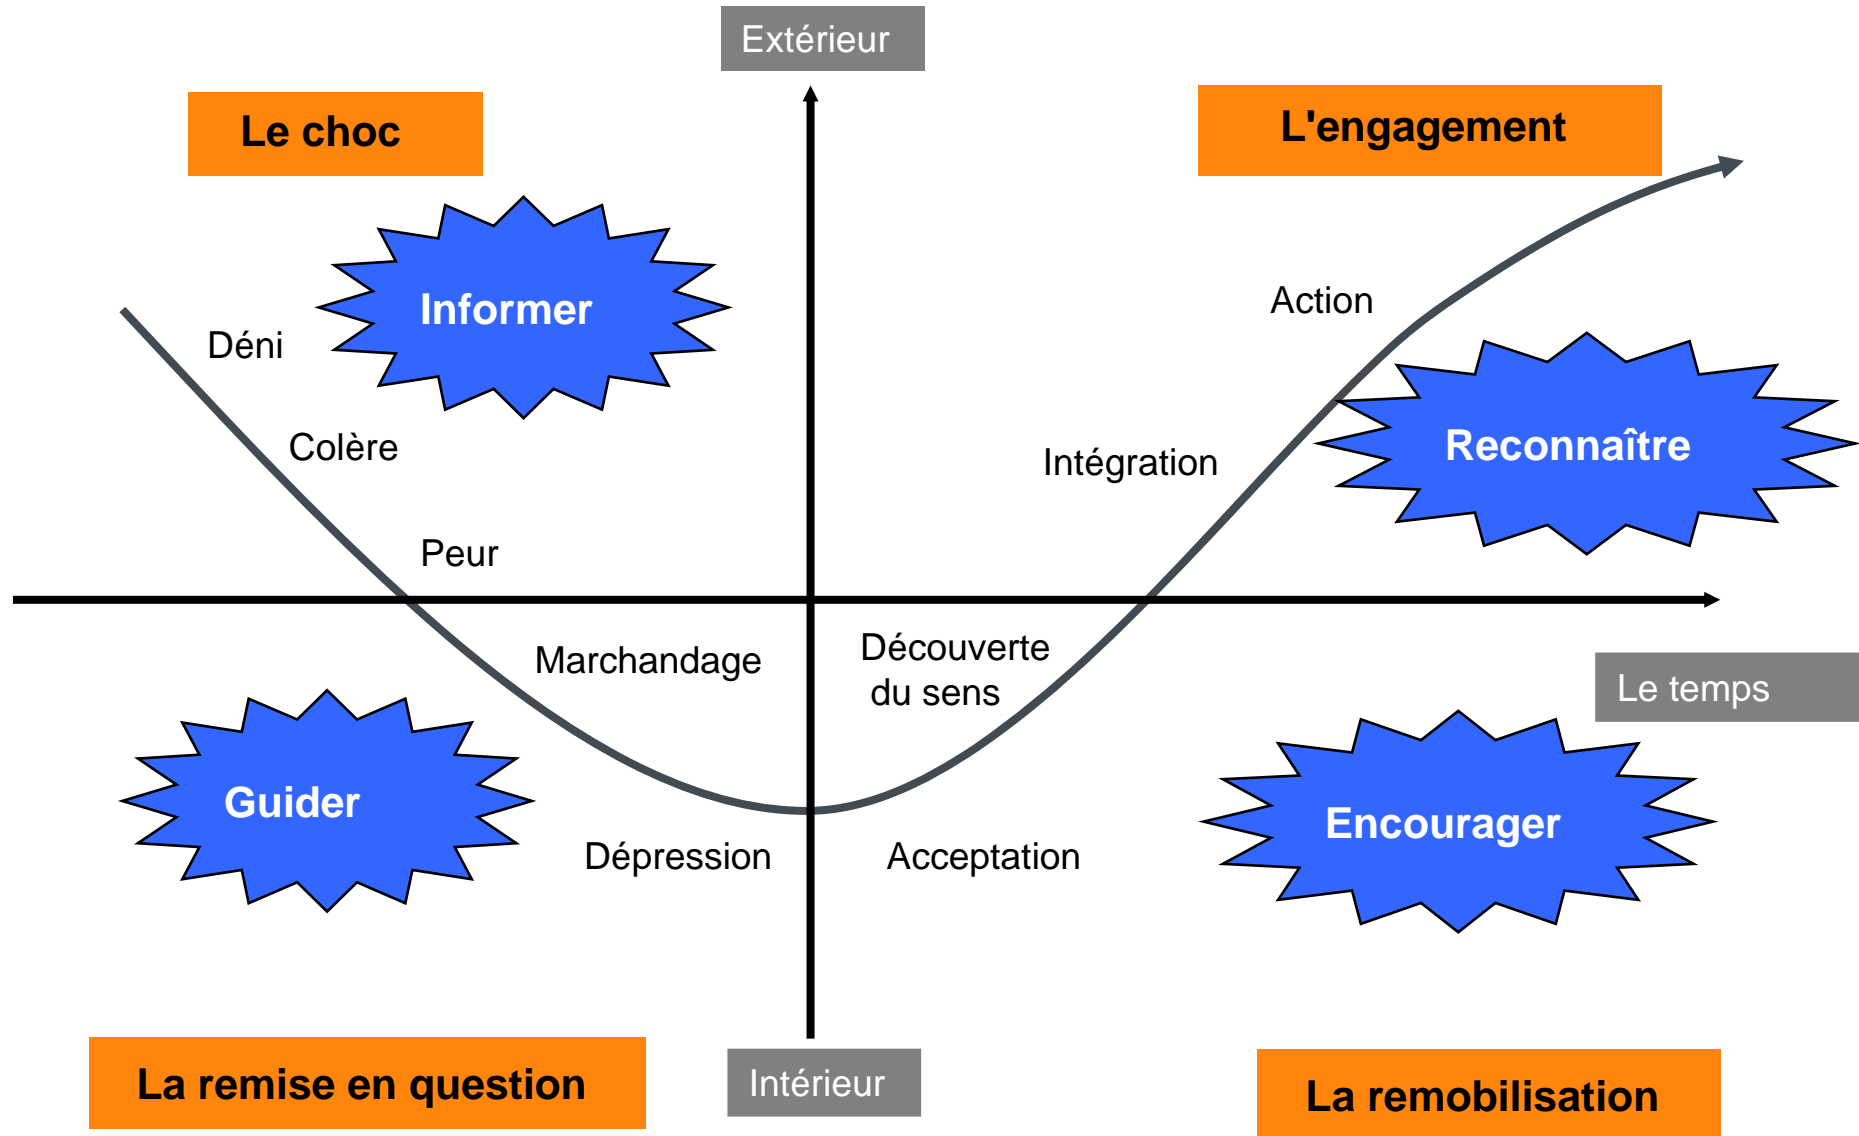 Extérieur
Le choc
L'engagement
Informer
Action
Déni
Colère
Intégration
Reconnaître
Peur
Marchandage
Découverte
du sens
Le temps
Guider
Encourager
Dépression
Acceptation
La remise en question
Intérieur
La remobilisation